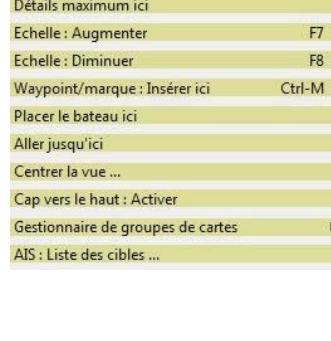 Détails maximum ici
Echelle : Augmenter F7
Echelle : Diminuer F8
Waypoint/marque : Insérer ici Ctrl-M
Placer le bateau ici
Aller jusqu'ici
Centrer la vue ...
Cap vers le haut : Activer
Gestionnaire de groupes de cartes
AIS : Liste des cibles ...